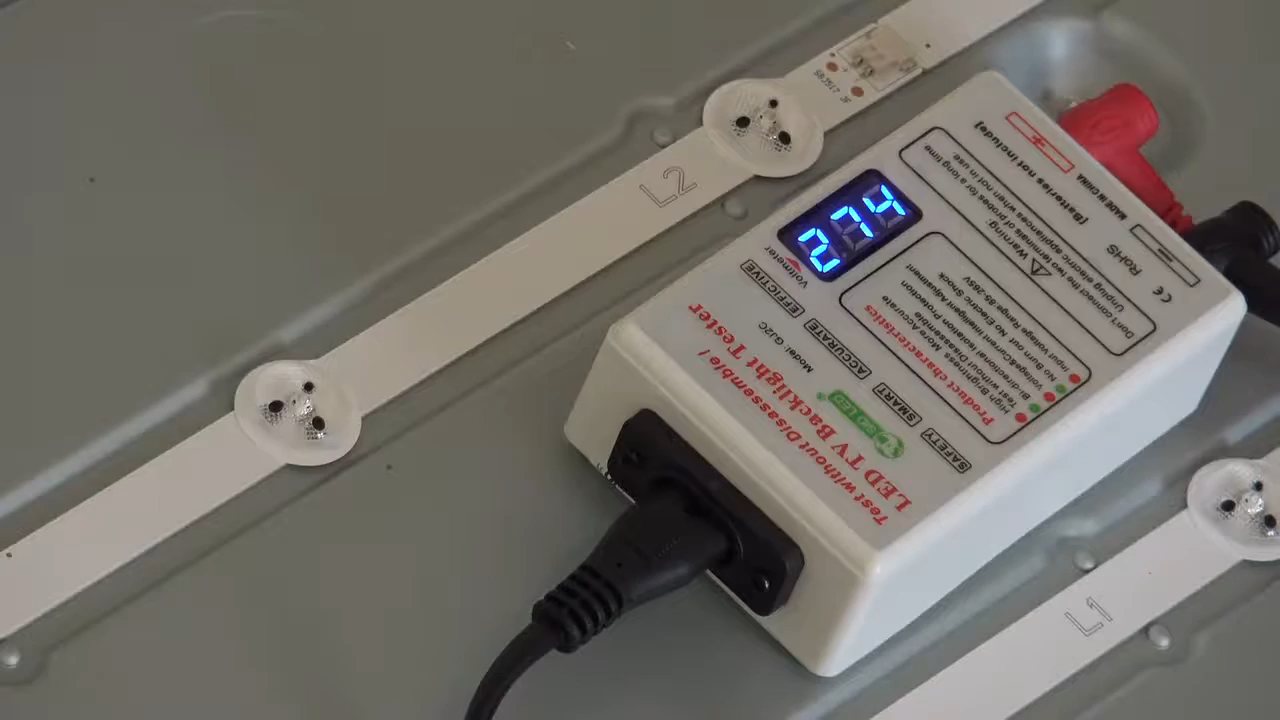 L2
274
Voltmeter
Test without Disassemble!
LED TV Backlight Tester
Model: GJ2C
SAFETY
SMART
ACCURATE
EFFICTIVE
Product characteristics
High Brightness More Accurate
Test without Disassemble
Bidirectional Isolation Protection
Voltage&Current Intelligent Adjustment
No Burn out No Electric Shock
Input Voltage Range:85-265V
Warning:
Don't connect the two terminals of probes for a long time
Unplug electric appliances when not in use.
CE
RoHS
[Batteries not include]
MADE IN CHINA
L1